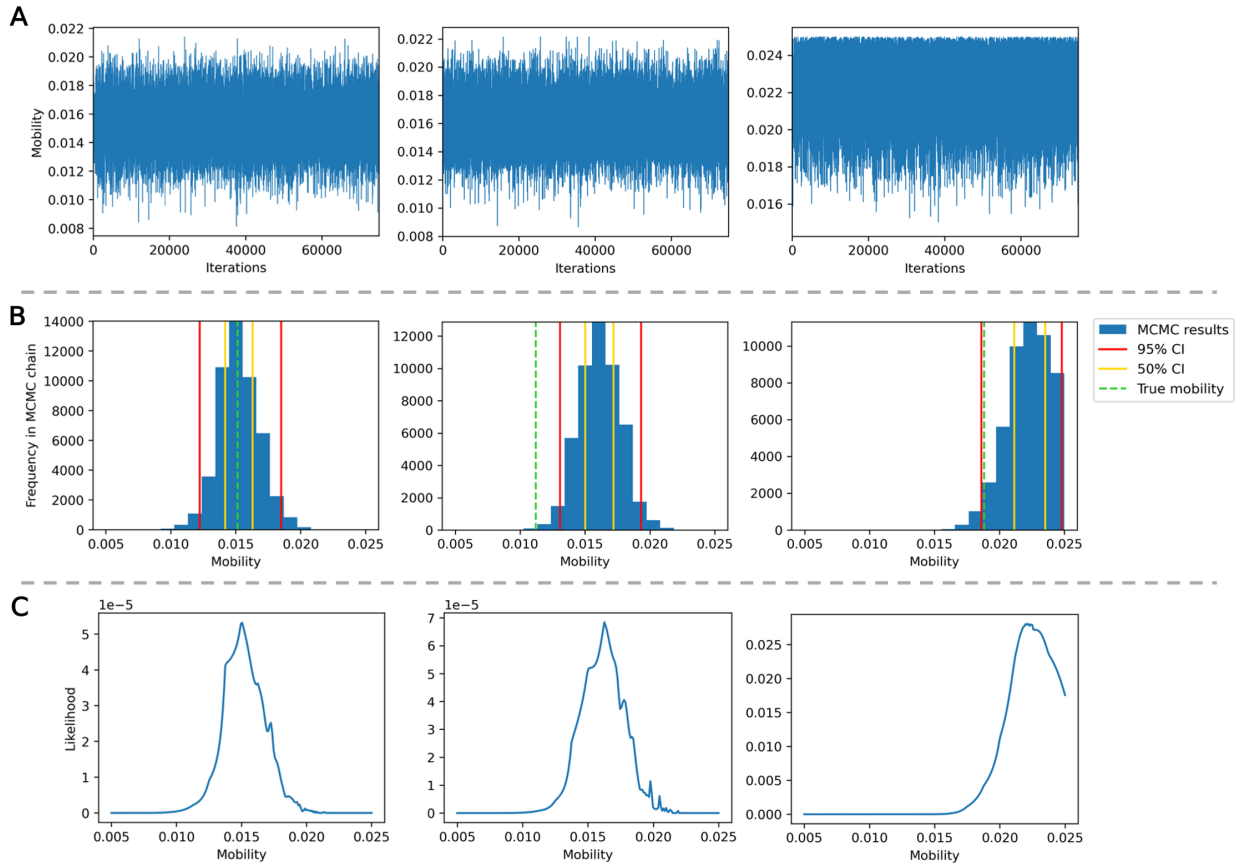 A
0.022
0.020
0.018
0.016
0.014
0.012
0.010
0.008
Mobility
0 20000 40000 60000
Iterations
0.022
0.020
0.018
0.016
0.014
0.012
0.010
0.008
0 20000 40000 60000
Iterations
0.024
0.022
0.020
0.018
0.016
0 20000 40000 60000
Iterations
B
14000
12000
10000
8000
6000
4000
2000
0
Frequency in MCMC chain
0.005 0.010 0.015 0.020 0.025
Mobility
12000
10000
8000
6000
4000
2000
0
0.005 0.010 0.015 0.020 0.025
Mobility
10000
8000
6000
4000
2000
0
0.005 0.010 0.015 0.020 0.025
Mobility
MCMC results
95% CI
50% CI
True mobility
C
1e−5
5
4
3
2
1
0
Likelihood
0.005 0.010 0.015 0.020 0.025
Mobility
1e−5
7
6
5
4
3
2
1
0
0.005 0.010 0.015 0.020 0.025
Mobility
0.025
0.020
0.015
0.010
0.005
0.000
0.005 0.010 0.015 0.020 0.025
Mobility